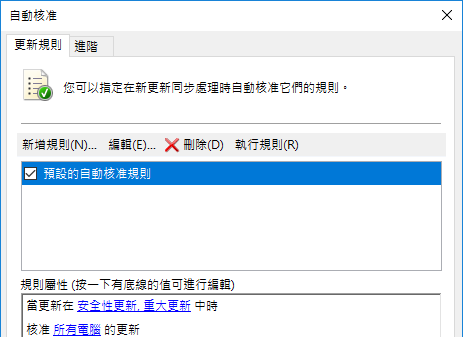 自動核准
更新規則 進階
您可以指定在新更新同步處理時自動核准它們的規則。
新增規則(N)... 編輯(E)... 刪除(D) 執行規則(R)
預設的自動核准規則
規則屬性 (按一下有底線的值可進行編輯)
當更新在 安全性更新, 重大更新 中時
核准 所有電腦 的更新